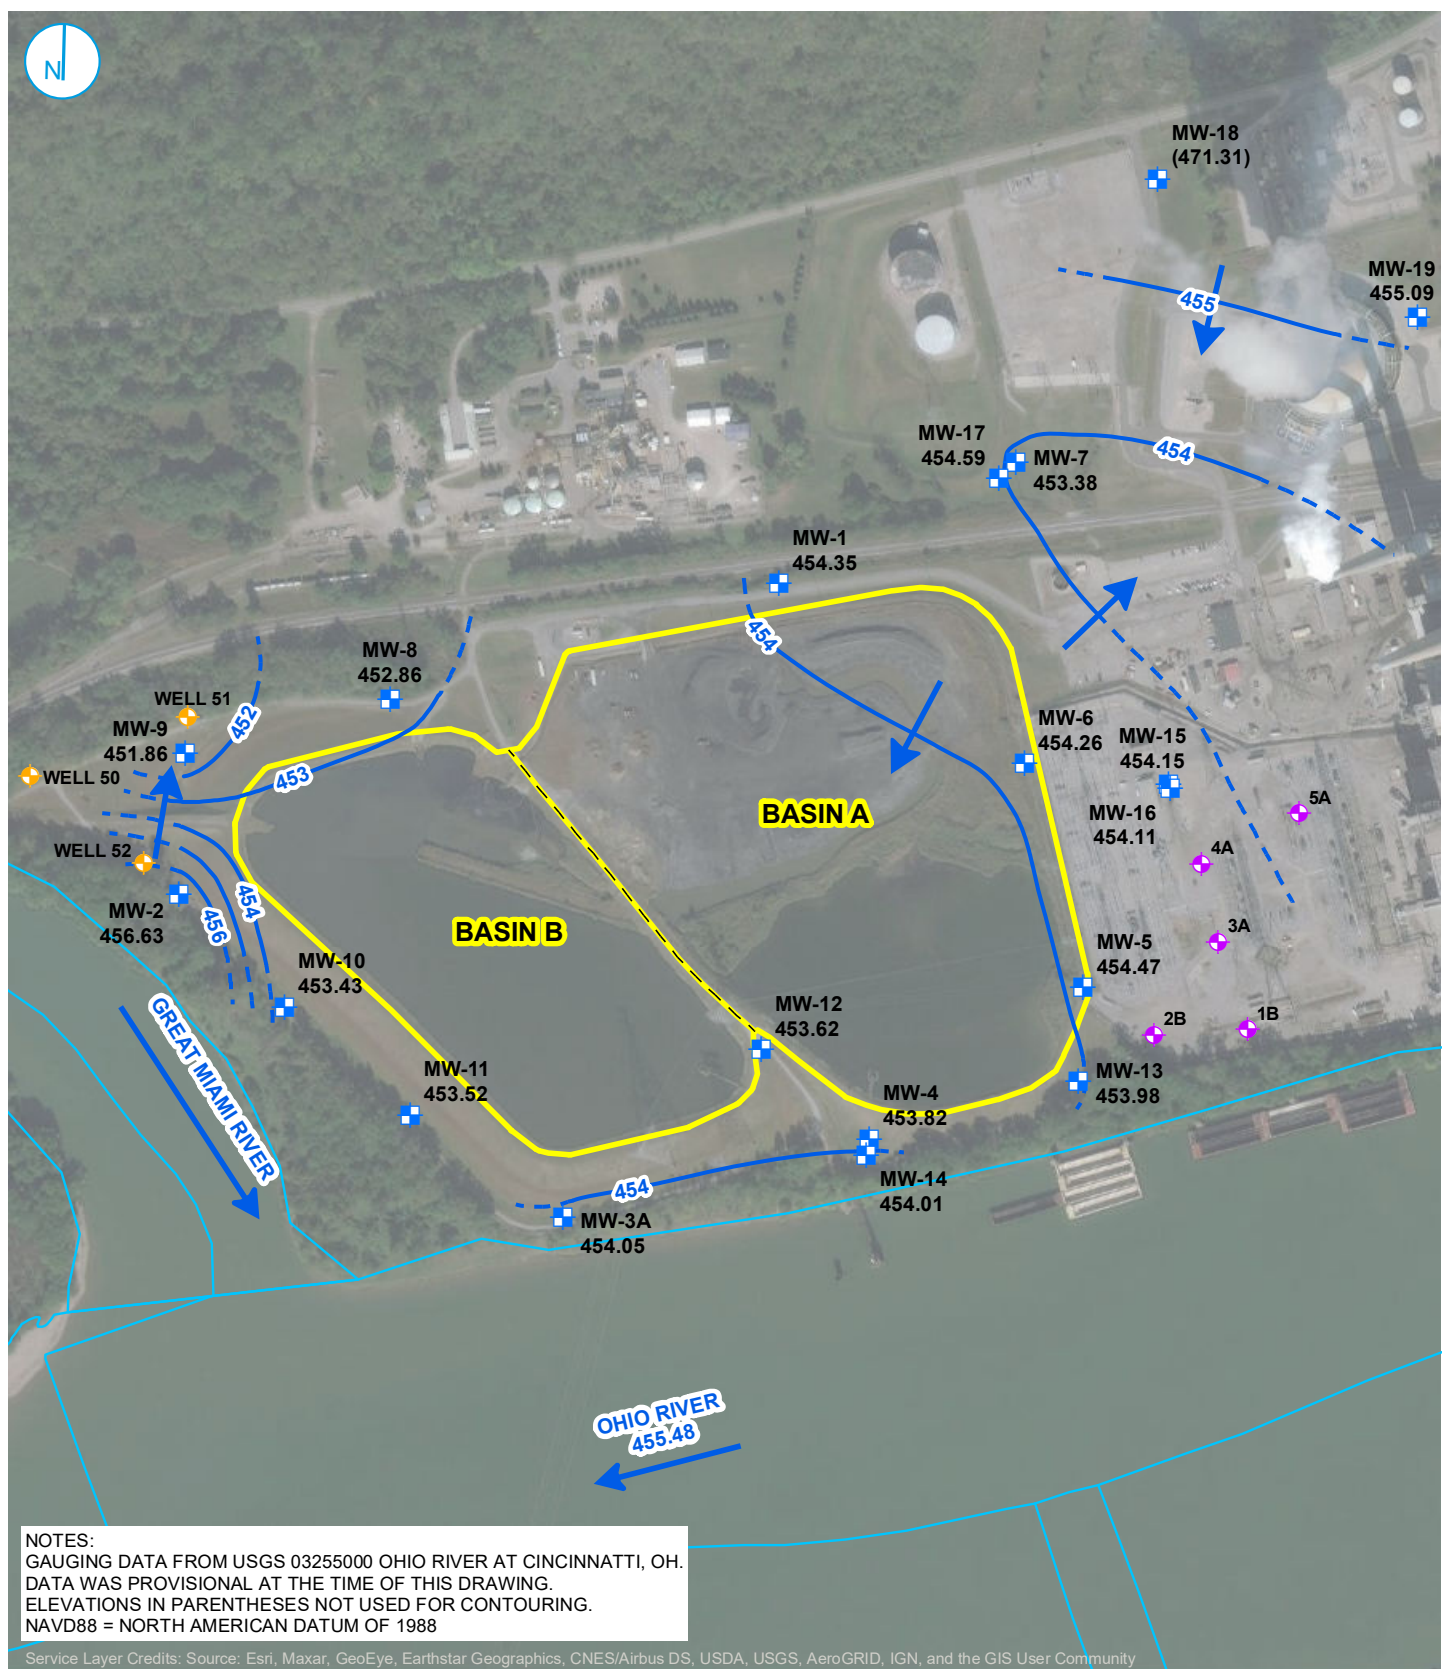 N
MW-18
(471.31)
MW-19
455.09
455
MW-17
454.59
MW-7
453.38
454
MW-1
454.35
454
MW-8
452.86
WELL 51
MW-9
451.86
452
WELL 50
453
MW-6
454.26
MW-15
454.15
MW-16
454.11
5A
BASIN A
4A
WELL 52
MW-2
456.63
454
456
BASIN B
3A
MW-10
453.43
MW-5
454.47
MW-12
453.62
2B
1B
GREAT MIAMI RIVER
MW-11
453.52
MW-13
453.98
MW-4
453.82
454
MW-14
454.01
MW-3A
454.05
OHIO RIVER
455.48
NOTES:
GAUGING DATA FROM USGS 03255000 OHIO RIVER AT CINCINNATTI, OH.
DATA WAS PROVISIONAL AT THE TIME OF THIS DRAWING.
ELEVATIONS IN PARENTHESES NOT USED FOR CONTOURING.
NAVD88 = NORTH AMERICAN DATUM OF 1988
Service Layer Credits: Source: Esri, Maxar, GeoEye, Earthstar Geographics, CNES/Airbus DS, USDA, USGS, AeroGRID, IGN, and the GIS User Community